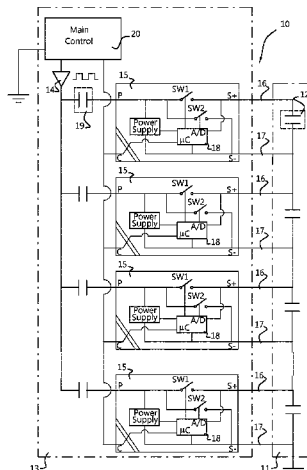 Main
Control
20
10
14
19
15
P
SW1
S+
16
12
SW2
Power
Supply
A/D
μC
18
17
C
S-
15
P
SW1
S+
16
SW2
Power
Supply
A/D
μC
18
17
C
S-
15
P
SW1
S+
16
SW2
Power
Supply
A/D
μC
18
17
C
S-
15
P
SW1
S+
16
SW2
Power
Supply
A/D
μC
18
17
C
S-
13
11